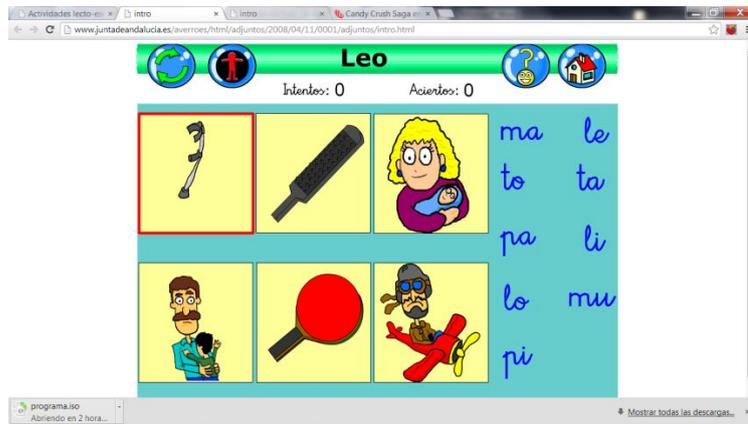 Actividades lecto-es
intro
intro
Candy Crush Saga e
www.juntadeandalucia.es/averroes/html/adjuntos/2008/04/11/0001/adjuntos/intro.html
Leo
Intentos: 0 Aciertos: 0
ma le
to ta
pa li
lo mu
pi
programa.iso
Abriendo en 2 hora...
Mostrar todas las descargas...